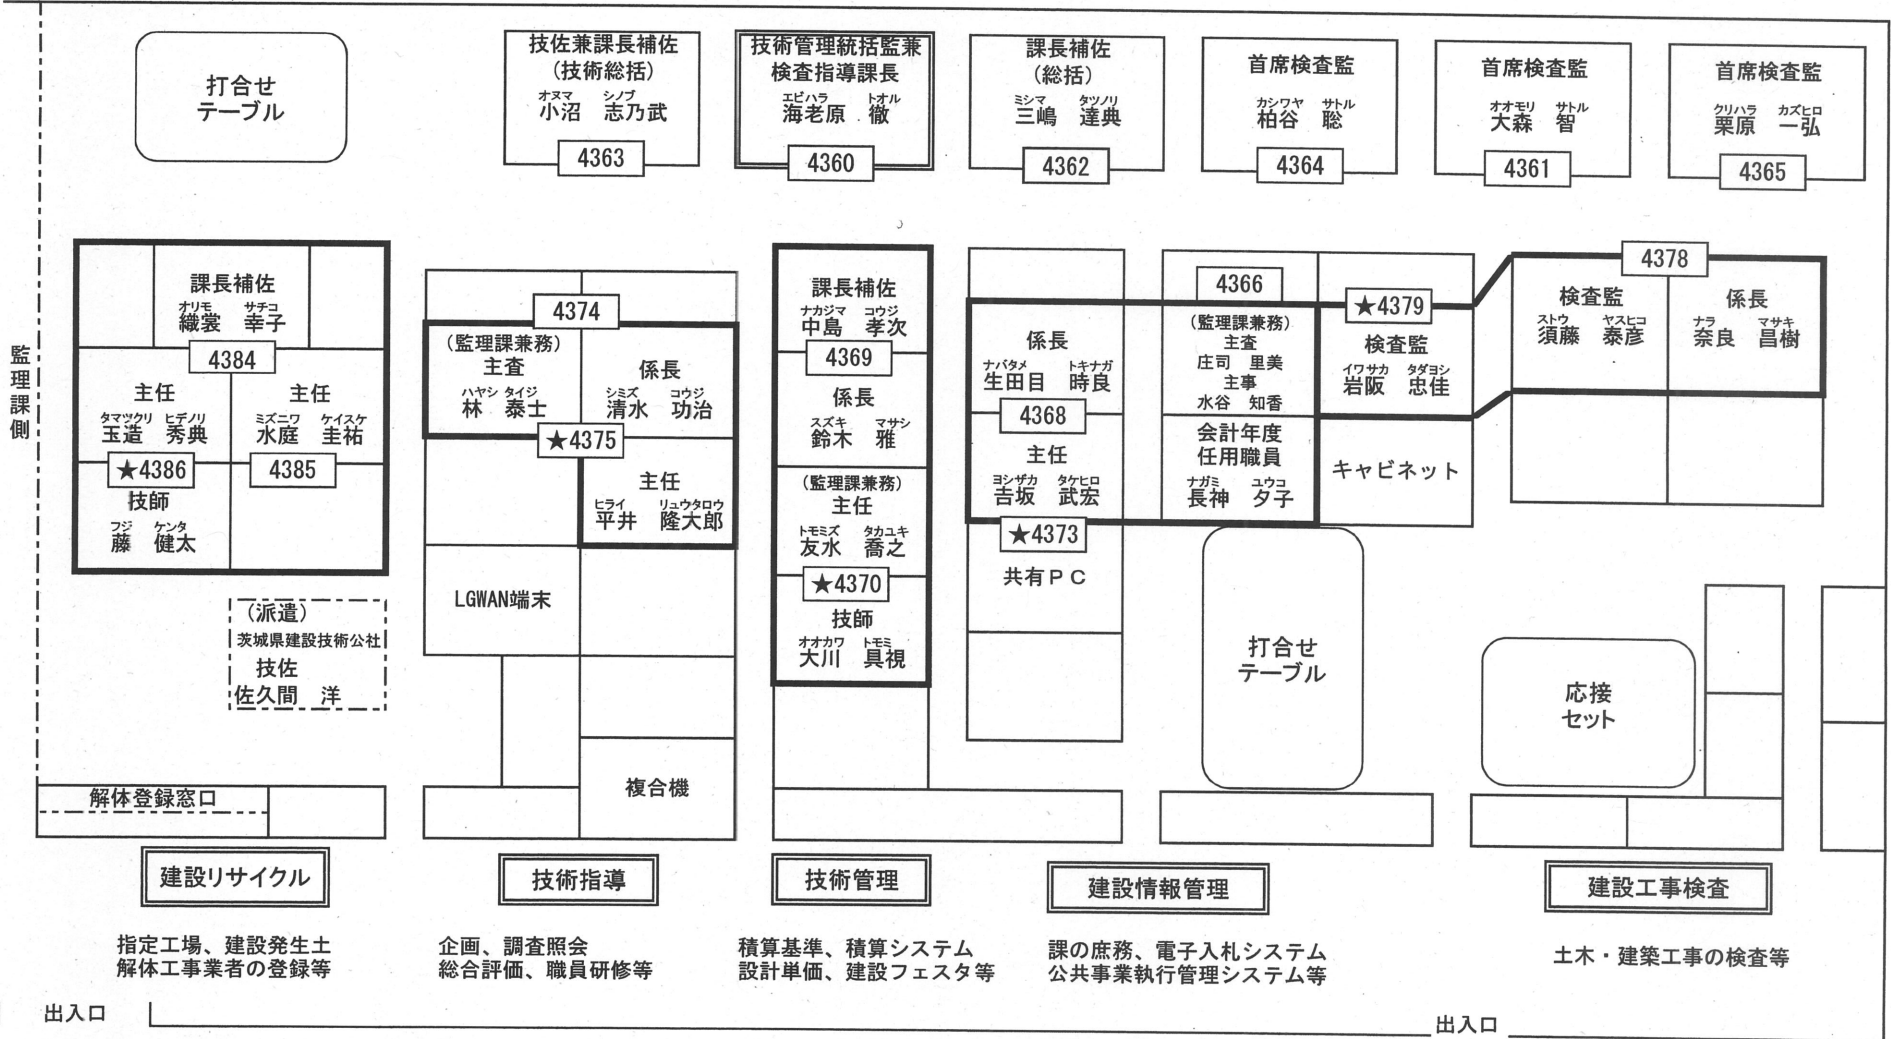 打合せ
テーブル
技佐兼課長補佐
(技術総括)
オヌマ シノブ
小沼 志乃武
4363
技術管理統括監兼
検査指導課長
エビハラ トオル
海老原 徹
4360
課長補佐
(総括)
ミシマ タツノリ
三嶋 達典
4362
首席検査監
カシワヤ サトル
柏谷 聡
4364
首席検査監
オオモリ サトル
大森 智
4361
首席検査監
クリハラ カズヒロ
栗原 一弘
4365
監理課側
課長補佐
オリモ サチコ
織裳 幸子
4384
主任
タマツクリ ヒデノリ
玉造 秀典
★4386
主任
ミズニワ ケイスケ
水庭 圭祐
4385
技師
フジ ケンタ
藤 健太
(派遣)
茨城県建設技術公社
技佐
佐久間 洋
解体登録窓口
4374
(監理課兼務)
主査
ハヤシ タイジ
林 泰士
係長
シミズ コウジ
清水 功治
★4375
主任
ヒライ リュウタロウ
平井 隆大郎
LGWAN端末
複合機
課長補佐
ナカジマ コウジ
中島 孝次
4369
係長
スズキ マサシ
鈴木 雅
(監理課兼務)
主任
トモミズ タカユキ
友水 喬之
★4370
技師
オオカワ トモミ
大川 具視
係長
ナバタメ トキナガ
生田目 時良
4368
主任
ヨシザカ タケヒロ
吉坂 武宏
★4373
共有PC
4366
(監理課兼務)
主査
庄司 里美
主事
水谷 知香
会計年度
任用職員
ナガミ ユウコ
長神 夕子
★4379
検査監
イワサカ タダヨシ
岩阪 忠佳
キャビネット
4378
検査監
ストウ ヤスヒコ
須藤 泰彦
係長
ナラ マサキ
奈良 昌樹
打合せ
テーブル
応接
セット
建設リサイクル
指定工場、建設発生土
解体工事業者の登録等
技術指導
企画、調査照会
総合評価、職員研修等
技術管理
積算基準、積算システム
設計単価、建設フェスタ等
建設情報管理
課の庶務、電子入札システム
公共事業執行管理システム等
建設工事検査
土木・建築工事の検査等
出入口
出入口